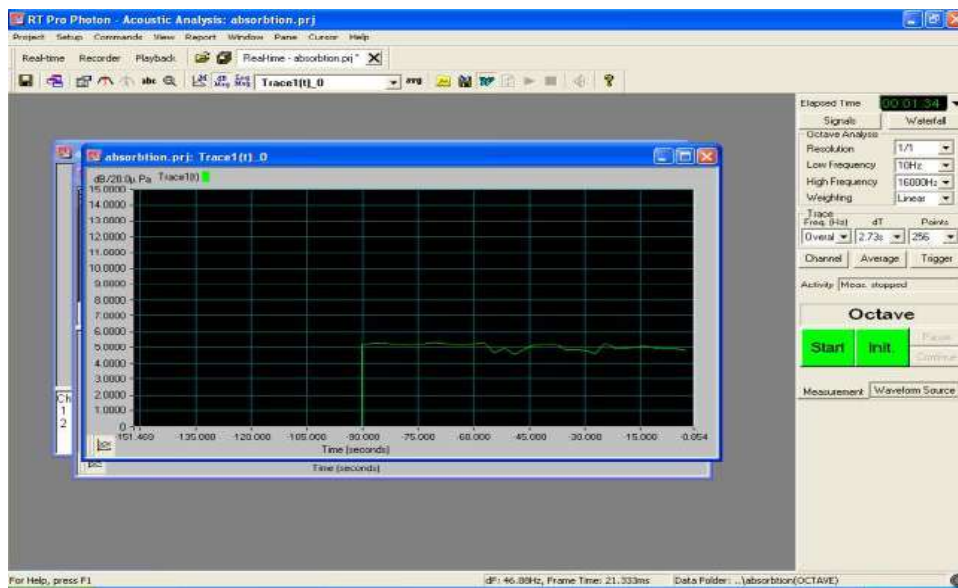 RT Pro Photon - Acoustic Analysis: absorbtion.prj
Project Setup Commands View Report Window Pane Cursor Help
Real-time Recorder Playback Real-time - absorbtion.prj *
abc Trace1(t)_0 avg
Elapsed Time 00:01:34
Signals Waterfall
Octave Analysis
Resolution 1/1
Low Frequency 10Hz
High Frequency 16000Hz
Weighting Linear
Trace
Freq. (Hz) dT Points
Overal 2.73s 256
Channel Average Trigger
Activity Meas. stopped
Octave
Start Init. Pause
Continue
Measurement Waveform Source
absorbtion.prj: Trace1(t)_0
dB/20.0µ Pa Trace1(t)
15.0000
14.0000
13.0000
12.0000
11.0000
10.0000
9.0000
8.0000
7.0000
6.0000
5.0000
4.0000
3.0000
2.0000
1.0000
0
-135.000 -120.000 -105.000 -90.000 -75.000 -60.000 -45.000 -30.000 -15.000 -0.054
Time (seconds)
Ch
1
2
Time (seconds)
For Help, press F1
dF: 46.88Hz, Frame Time: 21.333ms Data Folder: ..\absorbtion(OCTAVE)